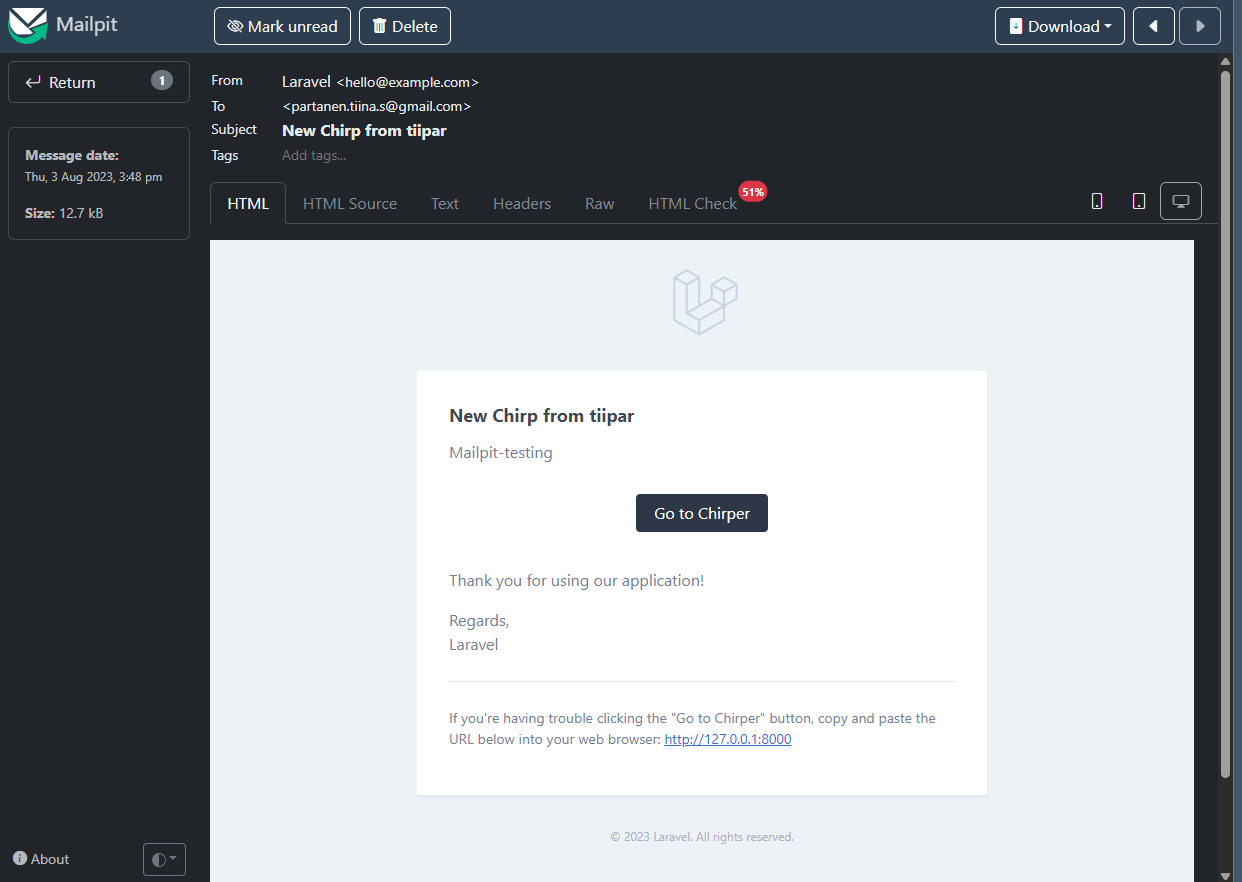 Mailpit
Mark unread
Delete
Download
Return
1
Message date:
Thu, 3 Aug 2023, 3:48 pm
Size: 12.7 kB
From Laravel <hello@example.com>
To <partanen.tiina.s@gmail.com>
Subject New Chirp from tiipar
Tags Add tags...
HTML
HTML Source
Text
Headers
Raw
HTML Check
51%
New Chirp from tiipar
Mailpit-testing
Go to Chirper
Thank you for using our application!
Regards,
Laravel
If you're having trouble clicking the "Go to Chirper" button, copy and paste the
URL below into your web browser: http://127.0.0.1:8000
© 2023 Laravel. All rights reserved.
About